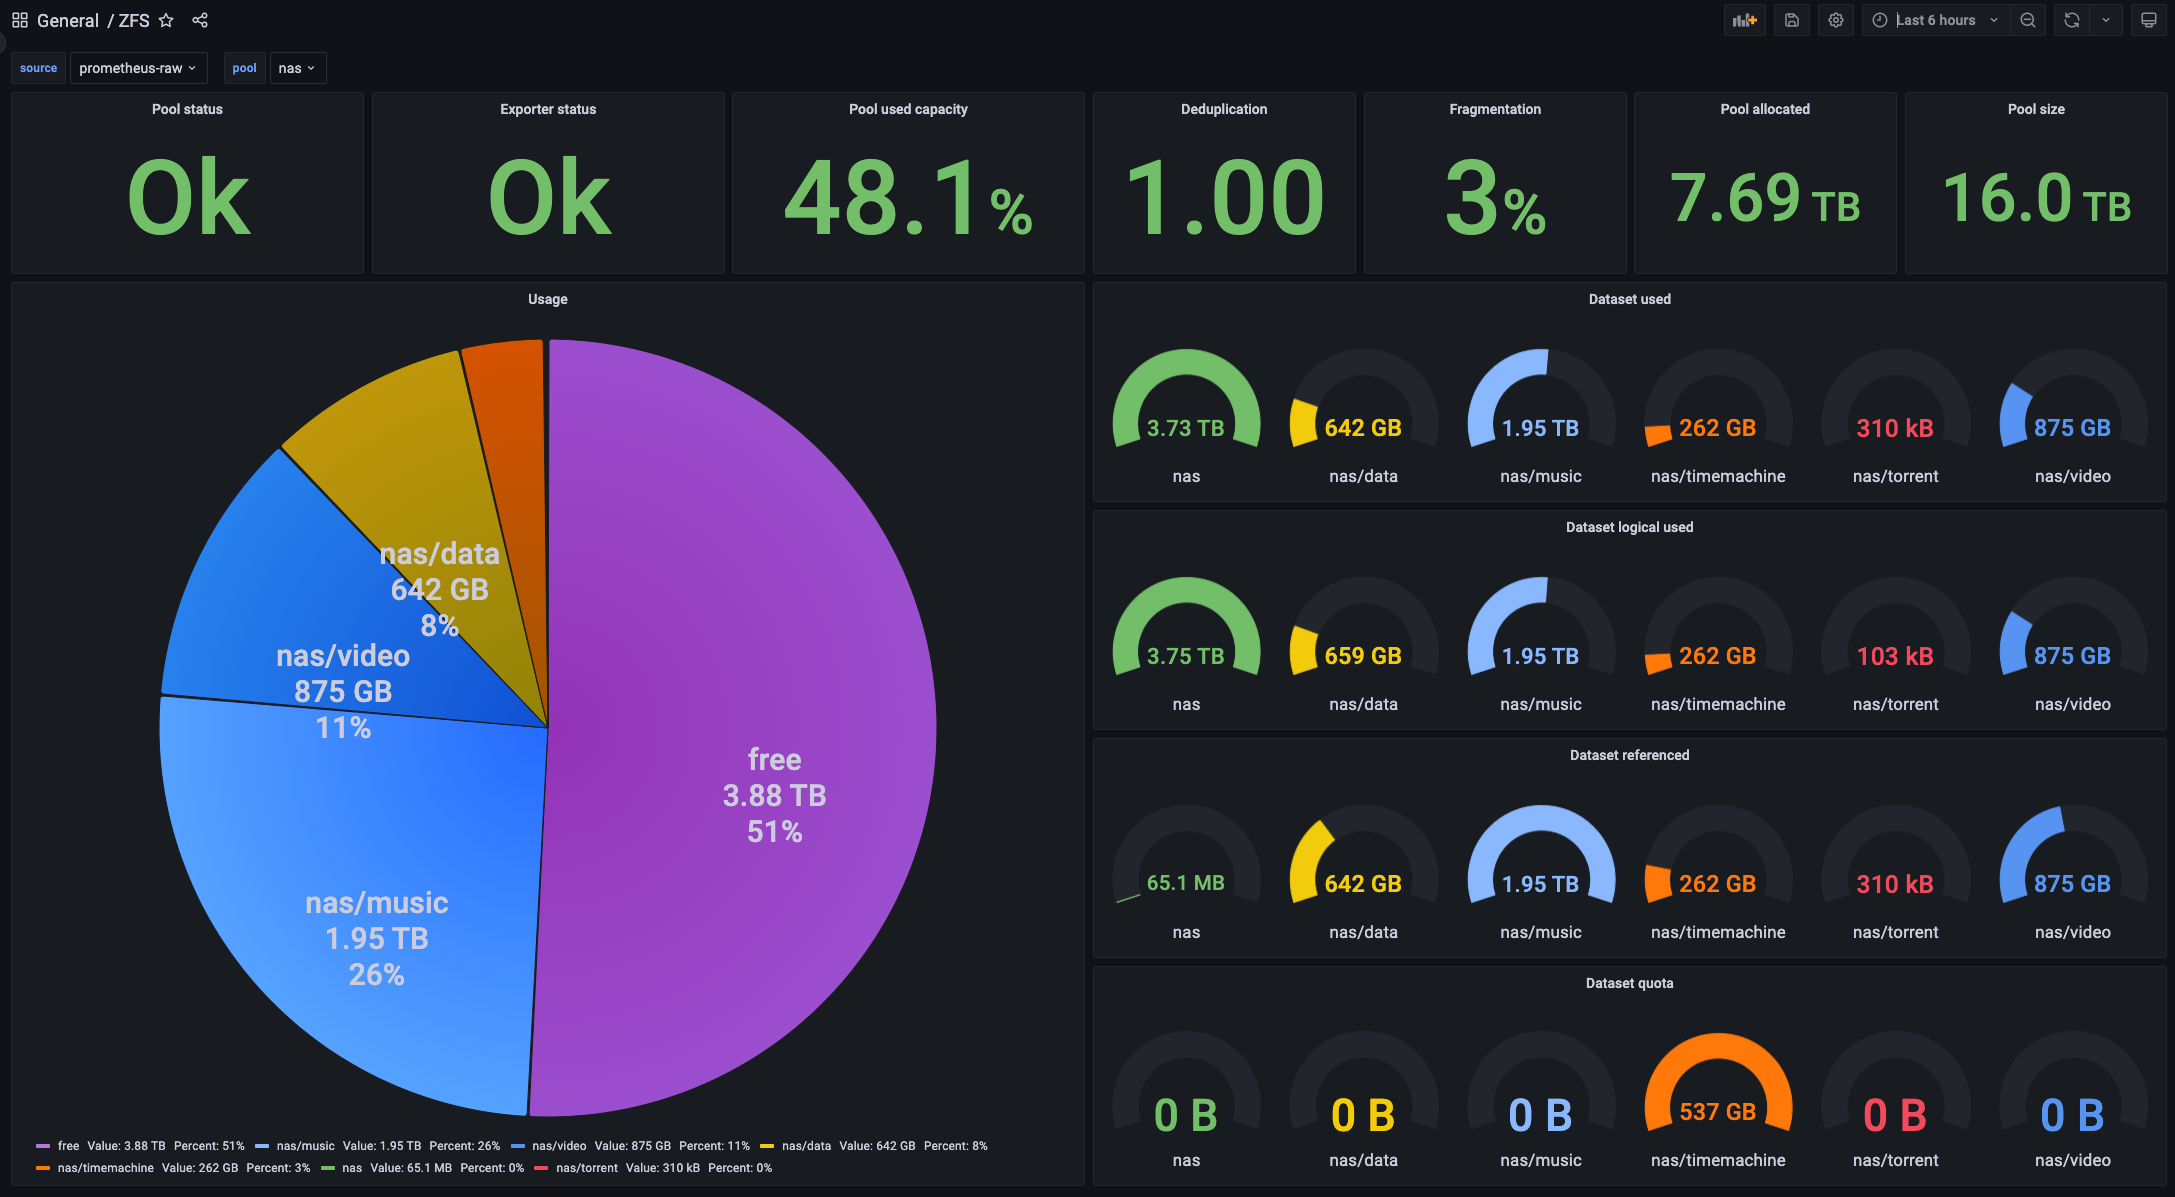 General / ZFS
Last 6 hours
source prometheus-raw pool nas
Pool status
Ok
Exporter status
Ok
Pool used capacity
48.1%
Deduplication
1.00
Fragmentation
3%
Pool allocated
7.69 TB
Pool size
16.0 TB
Usage
nas/data
642 GB
8%
nas/video
875 GB
11%
free
3.88 TB
51%
nas/music
1.95 TB
26%
free Value: 3.88 TB Percent: 51% nas/music Value: 1.95 TB Percent: 26% nas/video Value: 875 GB Percent: 11% nas/data Value: 642 GB Percent: 8%
nas/timemachine Value: 262 GB Percent: 3% nas Value: 65.1 MB Percent: 0% nas/torrent Value: 310 kB Percent: 0%
Dataset used
3.73 TB 642 GB 1.95 TB 262 GB 310 kB 875 GB
nas nas/data nas/music nas/timemachine nas/torrent nas/video
Dataset logical used
3.75 TB 659 GB 1.95 TB 262 GB 103 kB 875 GB
nas nas/data nas/music nas/timemachine nas/torrent nas/video
Dataset referenced
65.1 MB 642 GB 1.95 TB 262 GB 310 kB 875 GB
nas nas/data nas/music nas/timemachine nas/torrent nas/video
Dataset quota
0 B 0 B 0 B 537 GB 0 B 0 B
nas nas/data nas/music nas/timemachine nas/torrent nas/video